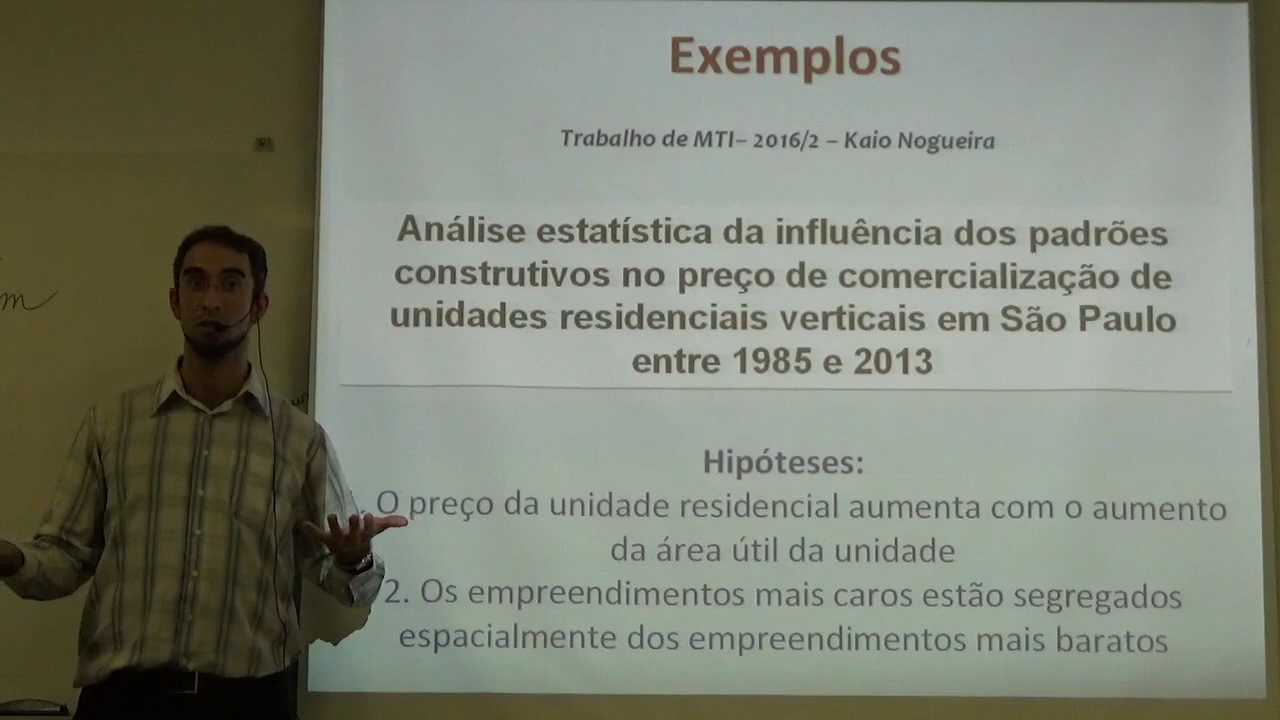 Exemplos
Trabalho de MTI– 2016/2 – Kaio Nogueira
Análise estatística da influência dos padrões
construtivos no preço de comercialização de
unidades residenciais verticais em São Paulo
entre 1985 e 2013
Hipóteses:
O preço da unidade residencial aumenta com o aumento
da área útil da unidade
2. Os empreendimentos mais caros estão segregados
espacialmente dos empreendimentos mais baratos